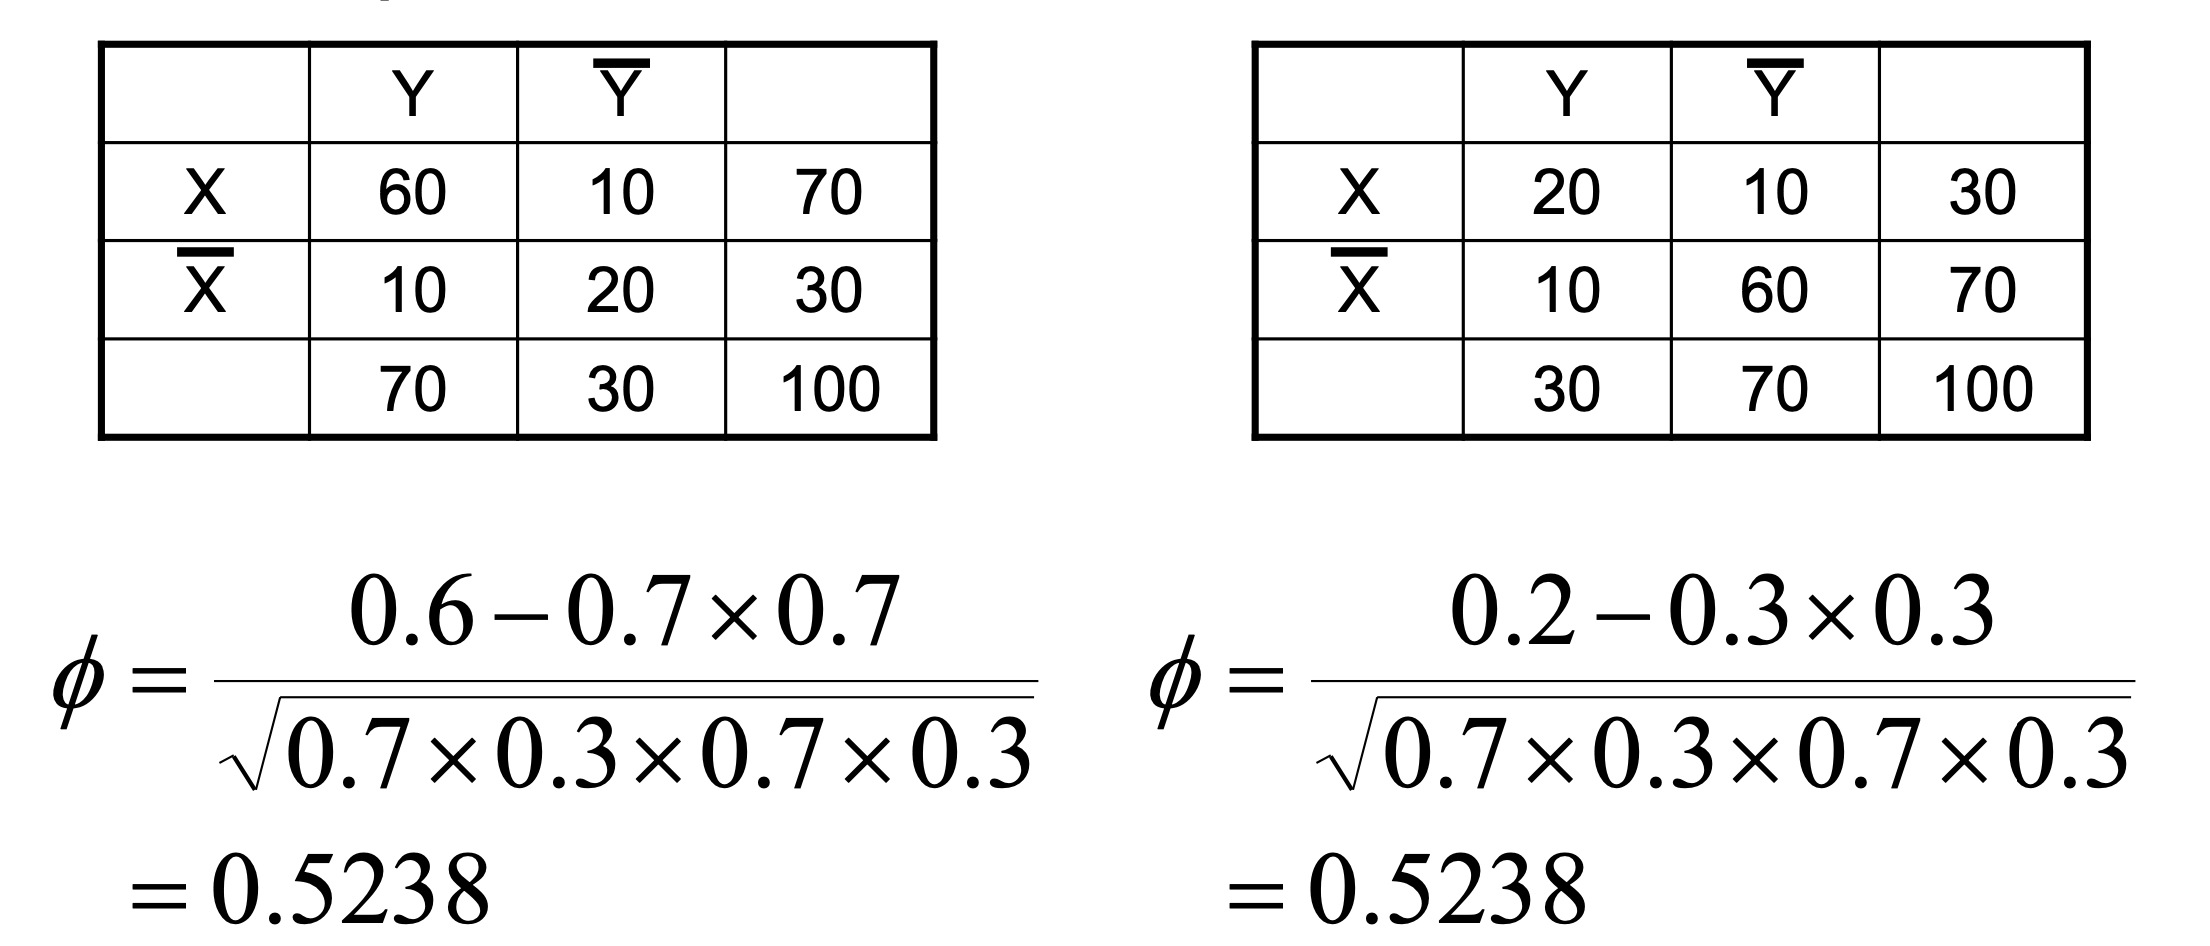 Y Y̅
X 60 10 70
X̅ 10 20 30
70 30 100
Y Y̅
X 20 10 30
X̅ 10 60 70
30 70 100
ϕ = (0.6 − 0.7 × 0.7) / √(0.7 × 0.3 × 0.7 × 0.3)
= 0.5238
ϕ = (0.2 − 0.3 × 0.3) / √(0.7 × 0.3 × 0.7 × 0.3)
= 0.5238